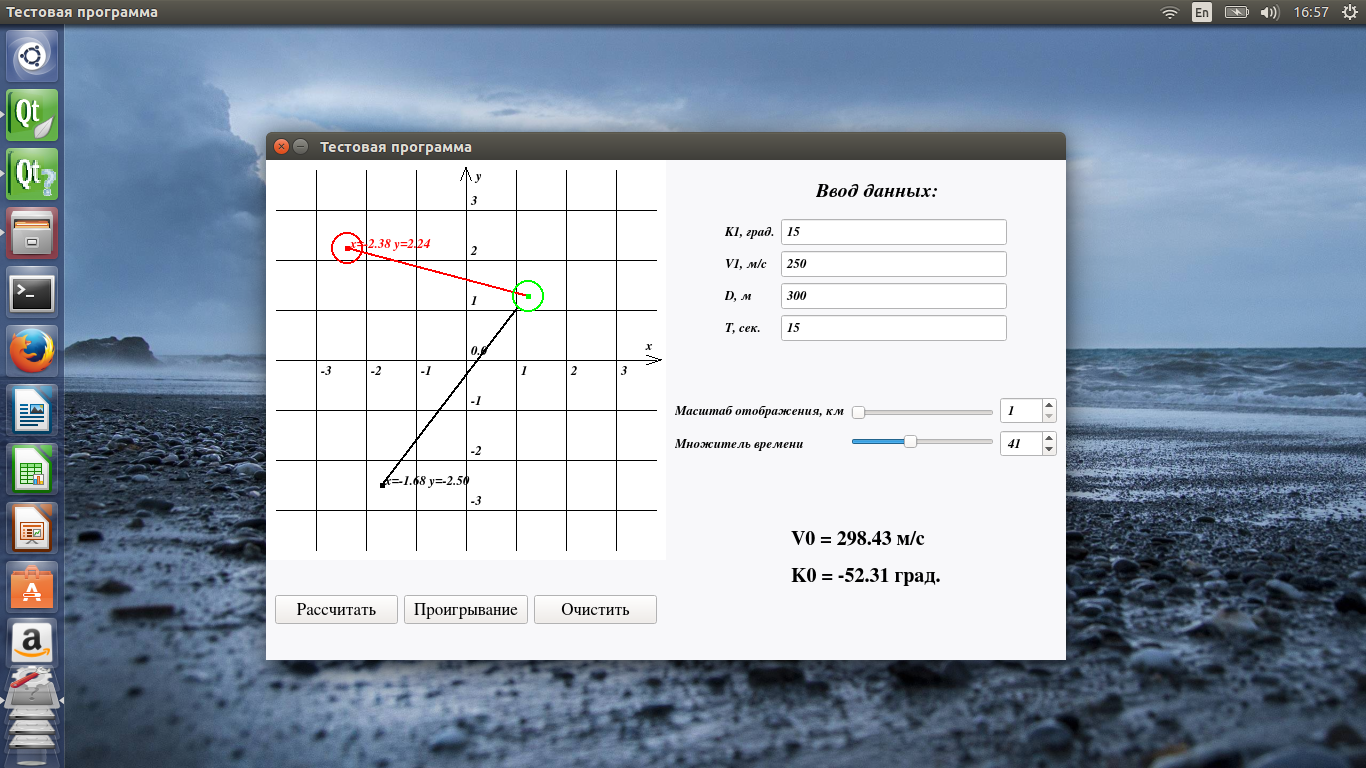 Тестовая программа
En
16:57
Qt
Qt?
>_
A
a
?
Тестовая программа
y
3
2
1
0.0
x
-3
-2
-1
1
2
3
-1
-2
-3
x=-2.38 y=2.24
x=-1.68 y=-2.50
Рассчитать
Проигрывание
Очистить
Ввод данных:
K1, град. 15
V1, м/с 250
D, м 300
T, сек. 15
Масштаб отображения, км 1
Множитель времени 41
V0 = 298.43 м/с
K0 = -52.31 град.